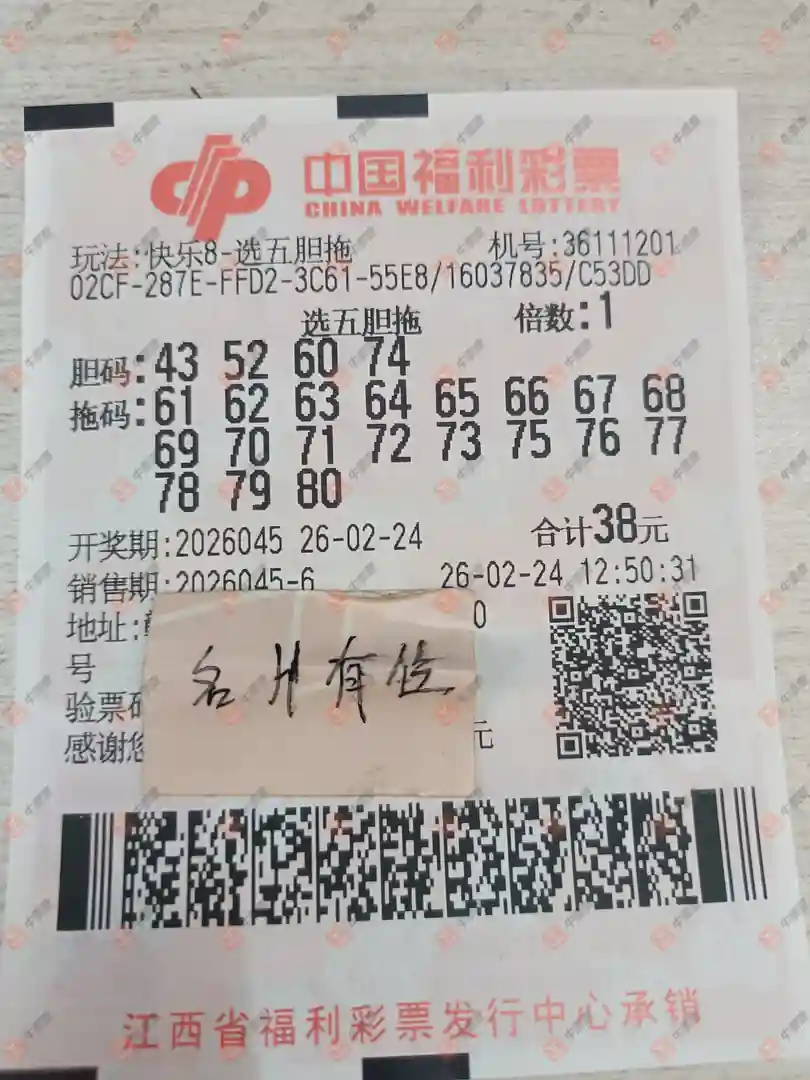 中国福利彩票
CHINA WELFARE LOTTERY
玩法:快乐8-选五胆拖 机号:36111201
02CF-287E-FFD2-3C61-55E8/16037835/C53DD
选五胆拖 倍数:1
胆码:43 52 60 74
拖码:61 62 63 64 65 66 67 68
69 70 71 72 73 75 76 77
78 79 80
开奖期:2026045 26-02-24 合计38元
销售期:2026045-6 26-02-24 12:50:31
地址: 0
号
验票码
感谢您 元
名 有位
江西省福利彩票发行中心承销